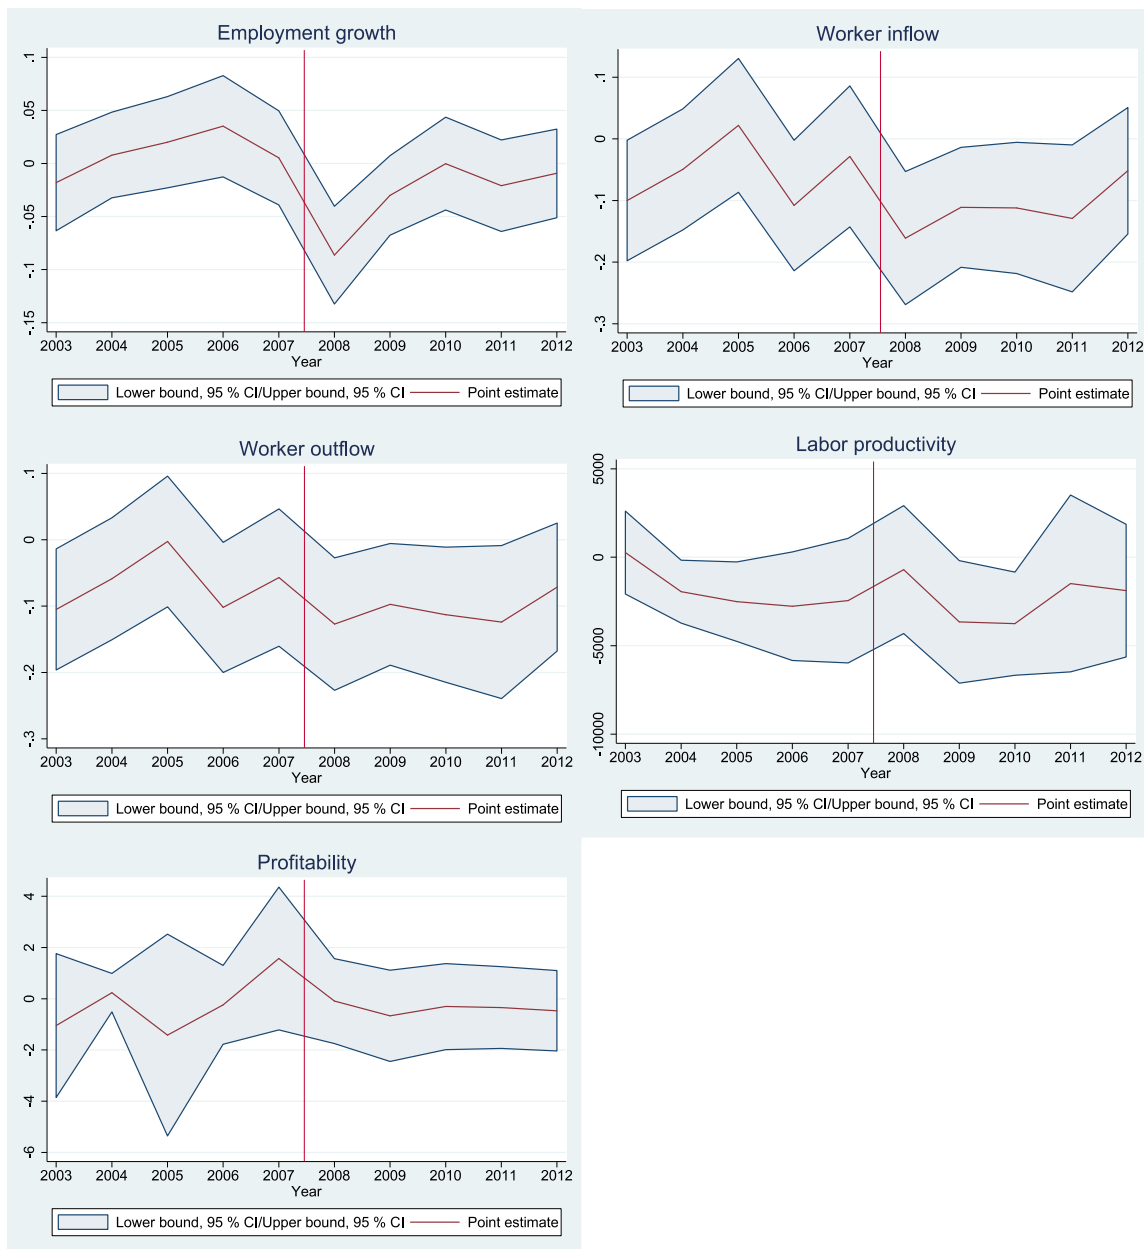 Employment growth
.1
.05
0
-.05
-.1
-.15
2003 2004 2005 2006 2007 2008 2009 2010 2011 2012
Year
Lower bound, 95 % CI/Upper bound, 95 % CI Point estimate
Worker inflow
.1
0
-.1
-.2
-.3
2003 2004 2005 2006 2007 2008 2009 2010 2011 2012
Year
Lower bound, 95 % CI/Upper bound, 95 % CI Point estimate
Worker outflow
.1
0
-.1
-.2
-.3
2003 2004 2005 2006 2007 2008 2009 2010 2011 2012
Year
Lower bound, 95 % CI/Upper bound, 95 % CI Point estimate
Labor productivity
5000
0
-5000
-10000
2003 2004 2005 2006 2007 2008 2009 2010 2011 2012
Year
Lower bound, 95 % CI/Upper bound, 95 % CI Point estimate
Profitability
4
2
0
-2
-4
-6
2003 2004 2005 2006 2007 2008 2009 2010 2011 2012
Year
Lower bound, 95 % CI/Upper bound, 95 % CI Point estimate